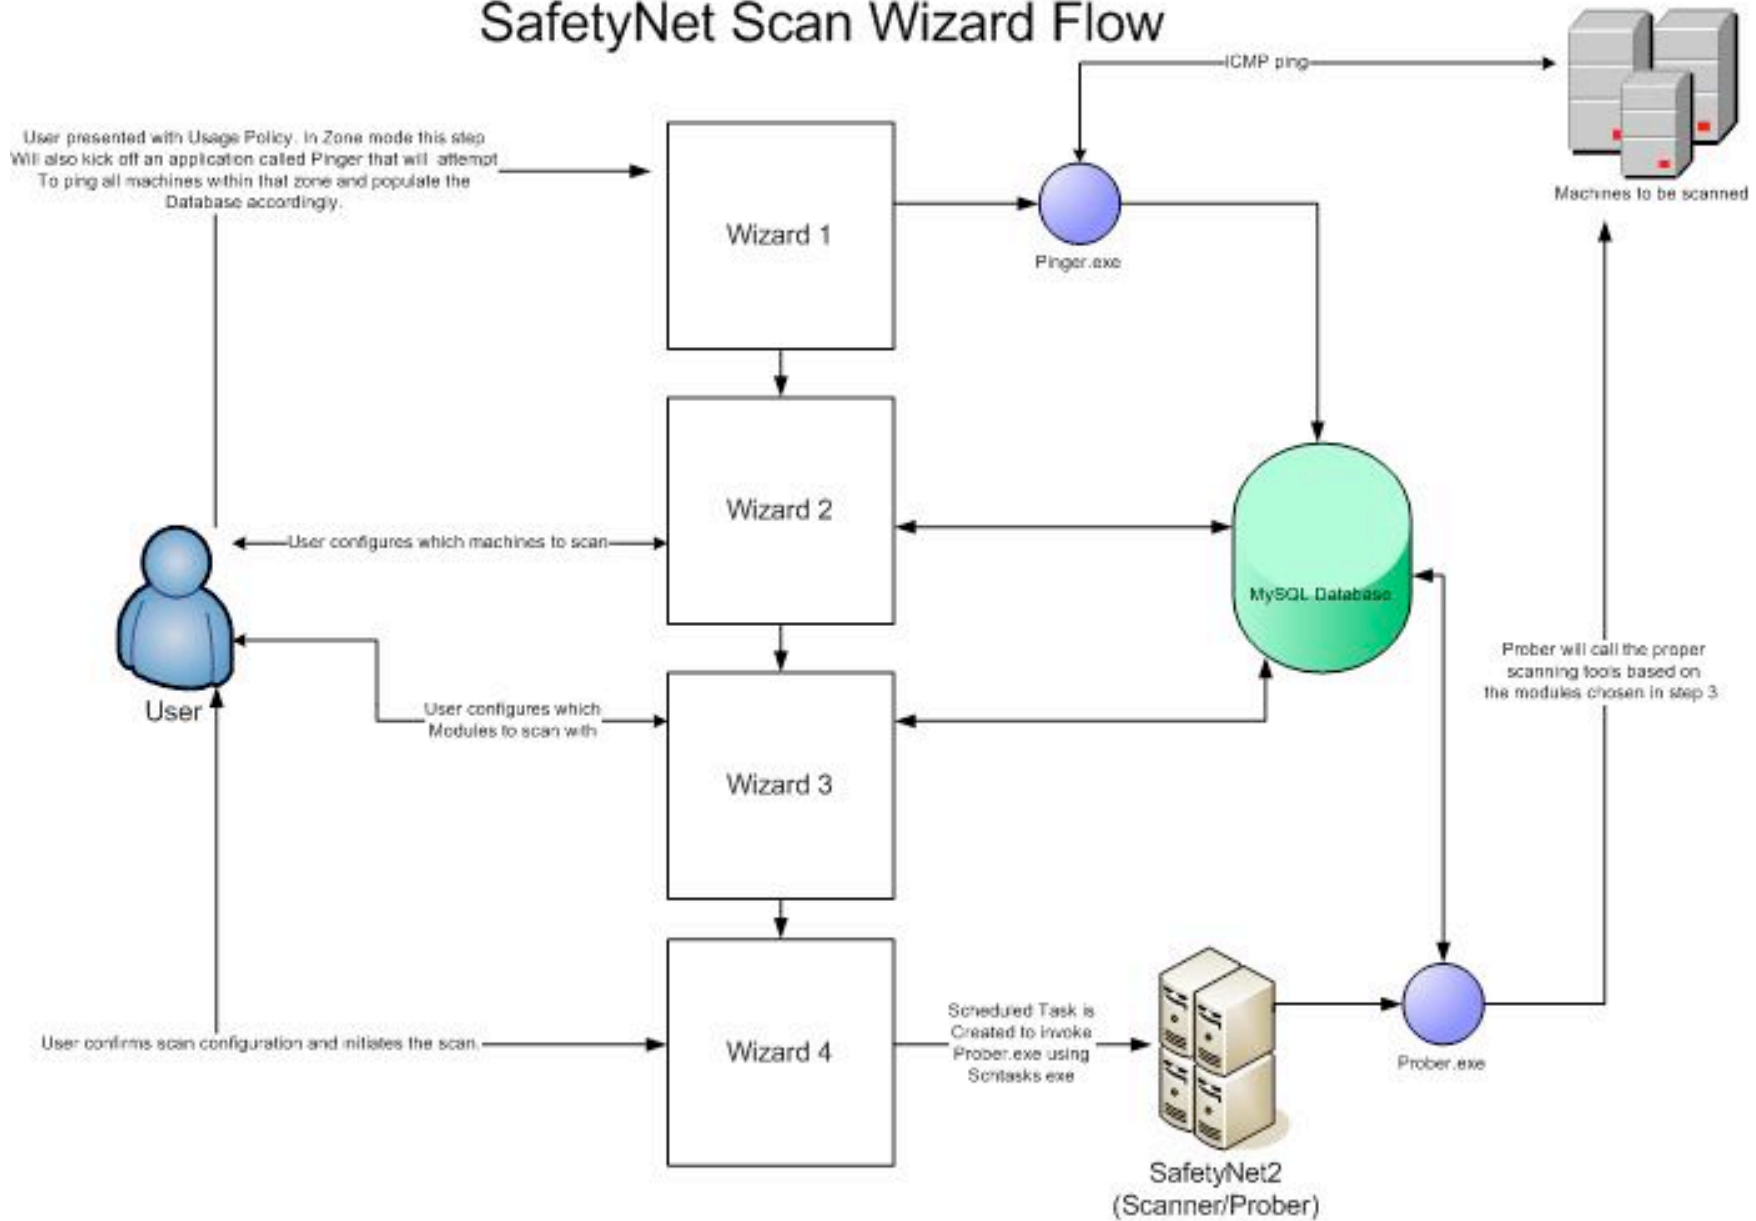 SafetyNet Scan Wizard Flow
ICMP ping
User presented with Usage Policy. In Zone mode this step
Will also kick off an application called Pinger that will attempt
To ping all machines within that zone and populate the
Database accordingly.
Machines to be scanned
Wizard 1
Pinger.exe
Wizard 2
User configures which machines to scan
MySQL Database
Prober will call the proper
scanning tools based on
the modules chosen in step 3
User
User configures which
Modules to scan with
Wizard 3
Scheduled Task is
Created to invoke
Prober.exe using
Schtasks exe
User confirms scan configuration and initiates the scan.
Wizard 4
Prober.exe
SafetyNet2
(Scanner/Prober)